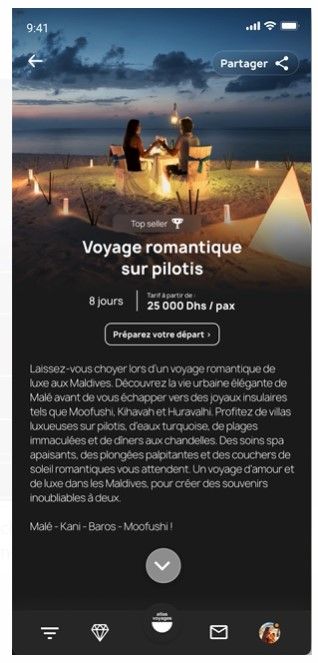 9:41
Partager
Top seller
Voyage romantique
sur pilotis
8 jours
Tarif à partir de :
25 000 Dhs / pax
Préparez votre départ >
Laissez-vous choyer lors d'un voyage romantique de
luxe aux Maldives. Découvrez la vie urbaine élégante de
Malé avant de vous échapper vers des joyaux insulaires
tels que Moofushi, Kihavah et Huravalhi. Profitez de villas
luxueuses sur pilotis, d'eaux turquoise, de plages
immaculées et de dîners aux chandelles. Des soins spa
apaisants, des plongées palpitantes et des couchers de
soleil romantiques vous attendent. Un voyage d'amour et
de luxe dans les Maldives, pour créer des souvenirs
inoubliables à deux.
Malé - Kani - Baros - Moofushi !
atlas
voyages